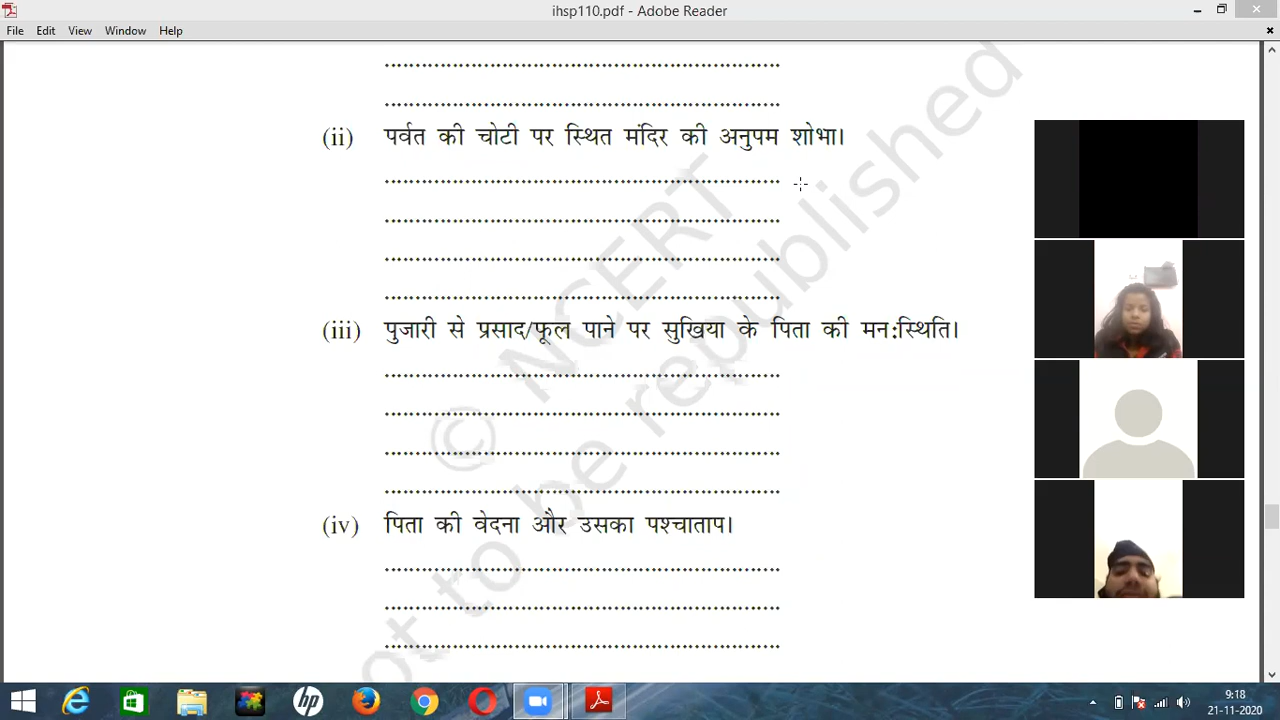 ihsp110.pdf - Adobe Reader
File Edit View Window Help
(ii) पर्वत की चोटी पर स्थित मंदिर की अनुपम शोभा।
(iii) पुजारी से प्रसाद/फूल पाने पर सुखिया के पिता की मन:स्थिति।
(iv) पिता की वेदना और उसका पश्चाताप।
© NCERT
not to be republished
9:18
21-11-2020